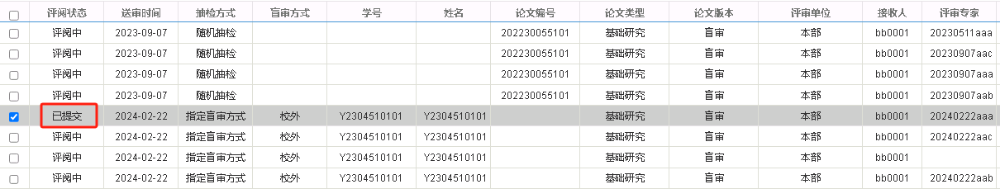 评阅状态 送审时间 抽检方式 盲审方式 学号 姓名 论文编号 论文类型 论文版本 评审单位 接收人 评审专家
评阅中 2023-09-07 随机抽检 202230055101 基础研究 盲审 本部 bb0001 20230511aaa
评阅中 2023-09-07 随机抽检 202230055101 基础研究 盲审 本部 bb0001 20230907aac
评阅中 2023-09-07 随机抽检 202230055101 基础研究 盲审 本部 bb0001 20230907aaa
评阅中 2023-09-07 随机抽检 202230055101 基础研究 盲审 本部 bb0001 20230907aab
已提交 2024-02-22 指定盲审方式 校外 Y2304510101 Y2304510101 基础研究 盲审 本部 bb0001 20240222aaa
评阅中 2024-02-22 指定盲审方式 校外 Y2304510101 Y2304510101 基础研究 盲审 本部 bb0001 20240222aac
评阅中 2024-02-22 指定盲审方式 校外 Y2304510101 Y2304510101 基础研究 盲审 本部 bb0001
评阅中 2024-02-22 指定盲审方式 校外 Y2304510101 Y2304510101 基础研究 盲审 本部 bb0001 20240222aab